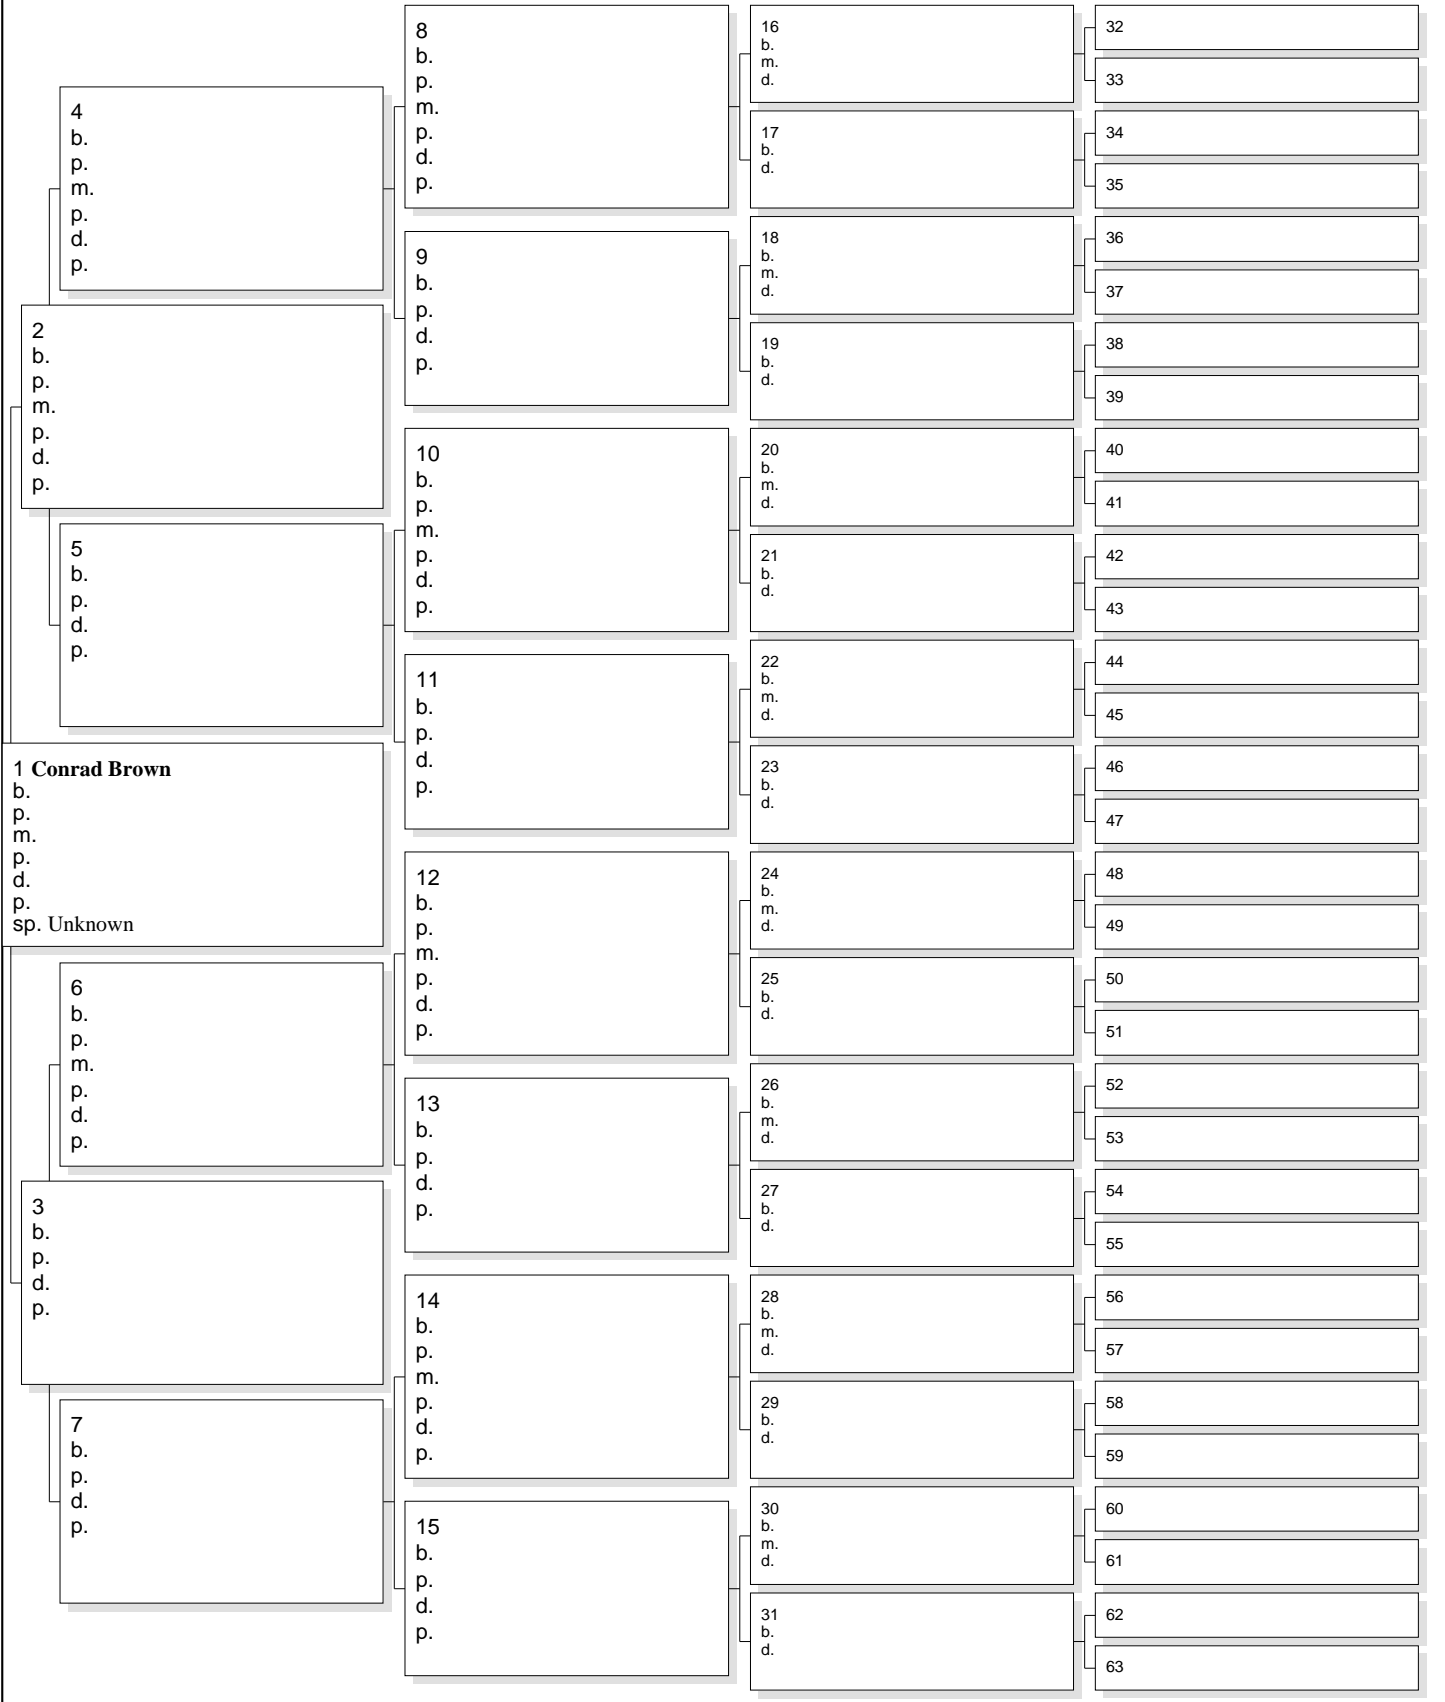 4
b.
p.
m.
p.
d.
p.
2
b.
p.
m.
p.
d.
p.
5
b.
p.
d.
p.
1 Conrad Brown
b.
p.
m.
p.
d.
p.
sp. Unknown
6
b.
p.
m.
p.
d.
p.
3
b.
p.
d.
p.
7
b.
p.
d.
p.
8
b.
p.
m.
p.
d.
p.
9
b.
p.
d.
p.
10
b.
p.
m.
p.
d.
p.
11
b.
p.
d.
p.
12
b.
p.
m.
p.
d.
p.
13
b.
p.
d.
p.
14
b.
p.
m.
p.
d.
p.
15
b.
p.
d.
p.
16
b.
m.
d.
17
b.
d.
18
b.
m.
d.
19
b.
d.
20
b.
m.
d.
21
b.
d.
22
b.
m.
d.
23
b.
d.
24
b.
m.
d.
25
b.
d.
26
b.
m.
d.
27
b.
d.
28
b.
m.
d.
29
b.
d.
30
b.
m.
d.
31
b.
d.
32
33
34
35
36
37
38
39
40
41
42
43
44
45
46
47
48
49
50
51
52
53
54
55
56
57
58
59
60
61
62
63